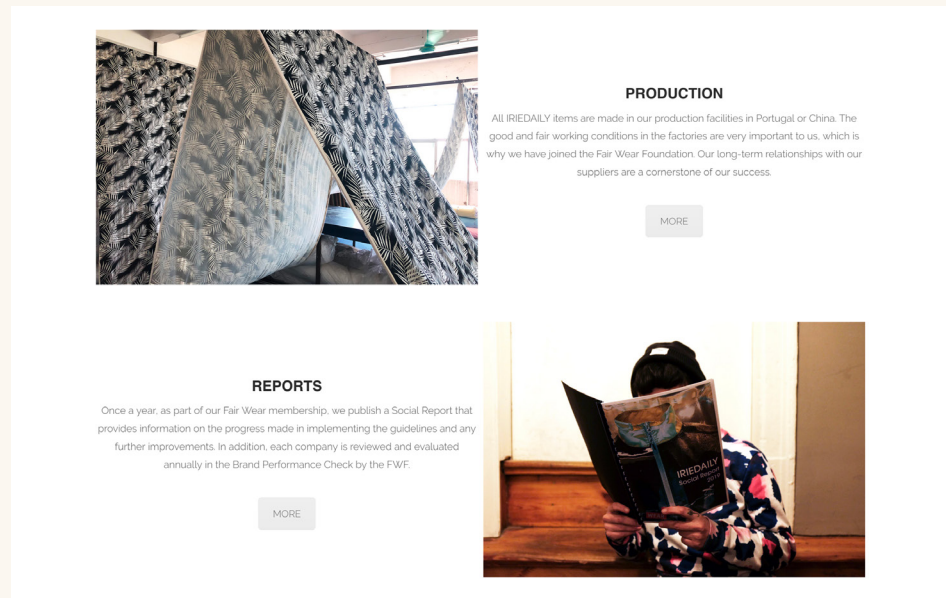 PRODUCTION
All IRIEDAILY items are made in our production facilities in Portugal or China. The
good and fair working conditions in the factories are very important to us, which is
why we have joined the Fair Wear Foundation. Our long-term relationships with our
suppliers are a cornerstone of our success.
MORE
REPORTS
Once a year, as part of our Fair Wear membership, we publish a Social Report that
provides information on the progress made in implementing the guidelines and any
further improvements. In addition, each company is reviewed and evaluated
annually in the Brand Performance Check by the FWF.
MORE
IRIEDAILY
Social Report
2019